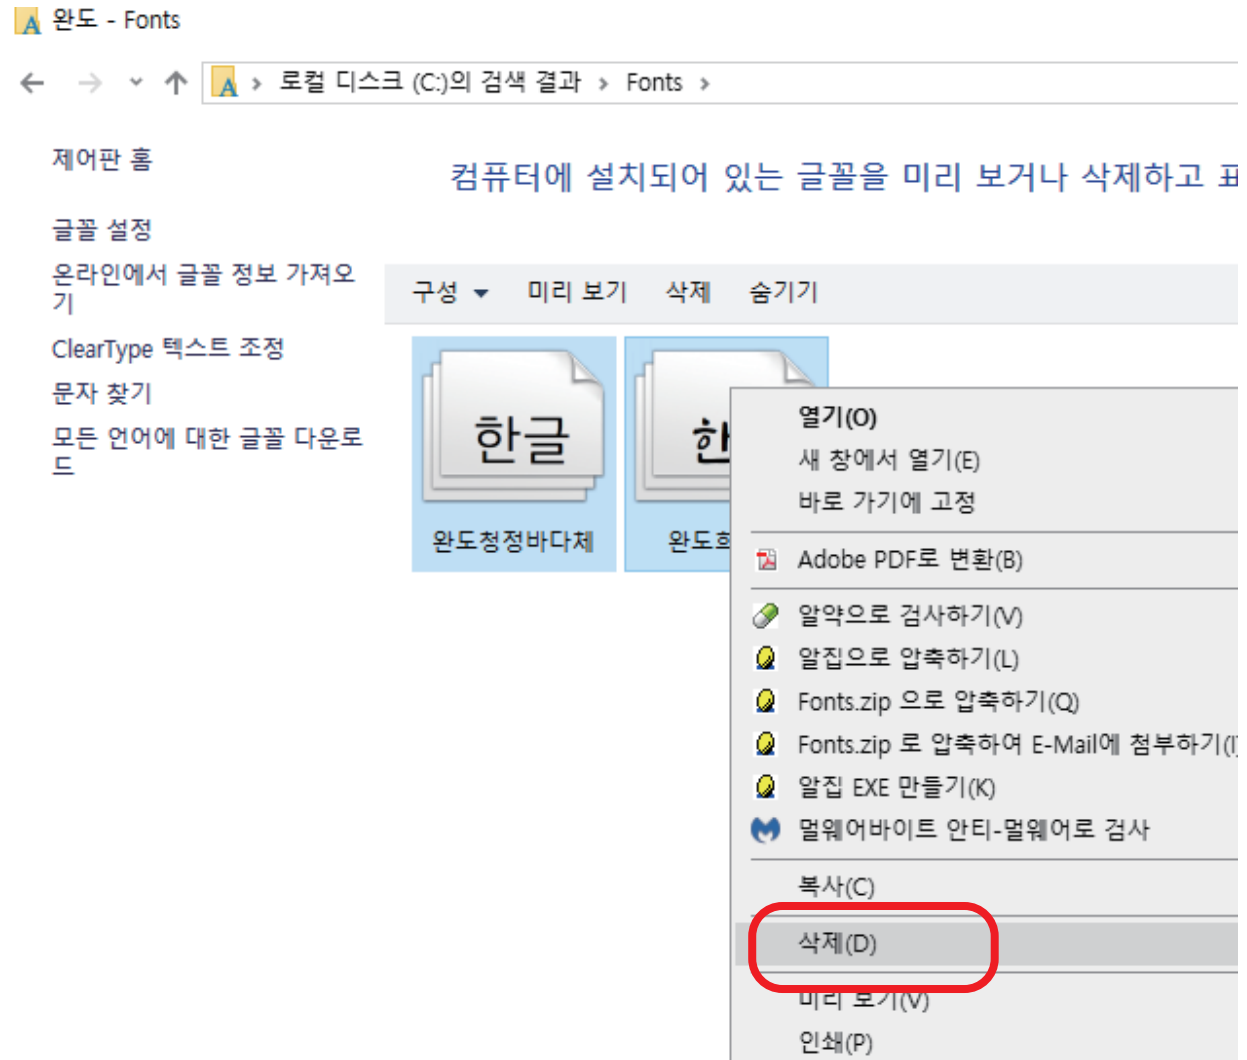 완도 - Fonts
로컬 디스크 (C:)의 검색 결과 > Fonts >
제어판 홈
글꼴 설정
온라인에서 글꼴 정보 가져오
기
ClearType 텍스트 조정
문자 찾기
모든 언어에 대한 글꼴 다운로
드
컴퓨터에 설치되어 있는 글꼴을 미리 보거나 삭제하고 표
구성 미리 보기 삭제 숨기기
한글
한
완도청정바다체
완도희
열기(O)
새 창에서 열기(E)
바로 가기에 고정
Adobe PDF로 변환(B)
알약으로 검사하기(V)
알집으로 압축하기(L)
Fonts.zip 으로 압축하기(Q)
Fonts.zip 로 압축하여 E-Mail에 첨부하기(I)
알집 EXE 만들기(K)
멀웨어바이트 안티-멀웨어로 검사
복사(C)
삭제(D)
미리 보기(V)
인쇄(P)